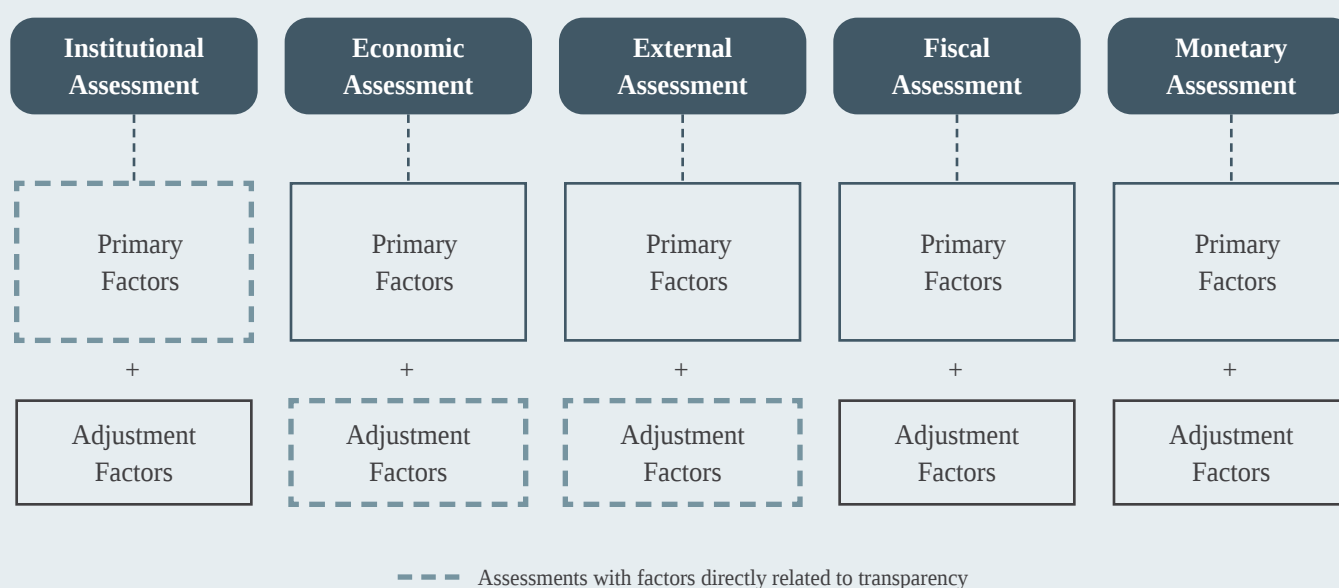 Institutional
Assessment
Economic
Assessment
External
Assessment
Fiscal
Assessment
Monetary
Assessment
Primary
Factors
Primary
Factors
Primary
Factors
Primary
Factors
Primary
Factors
+
+
+
+
+
Adjustment
Factors
Adjustment
Factors
Adjustment
Factors
Adjustment
Factors
Adjustment
Factors
Assessments with factors directly related to transparency